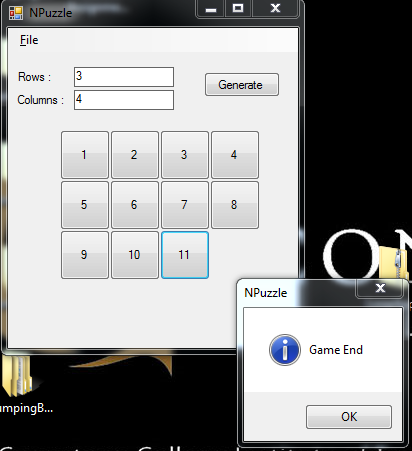 NPuzzle
File
Rows :
3
Generate
Columns :
4
1 2 3 4
5 6 7 8
9 10 11
NPuzzle
Game End
OK
umpingB...